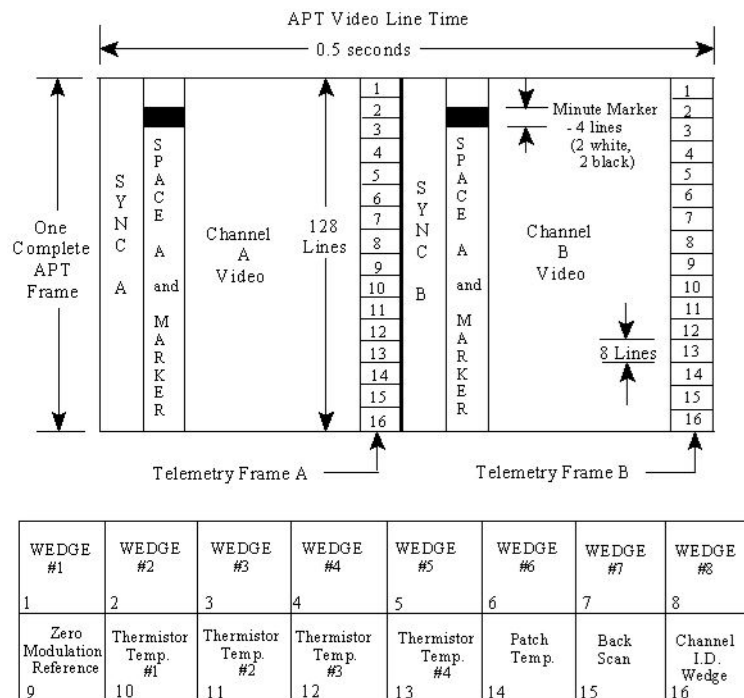 APT Video Line Time
0.5 seconds
One
Complete
APT
Frame
SYNC A
SPACE A and MARKER
Channel
A
Video
128
Lines
1
2
3
4
5
6
7
8
9
10
11
12
13
14
15
16
SYNC B
SPACE A and MARKER
Channel
B
Video
Minute Marker
- 4 lines
(2 white,
2 black)
8 Lines
1
2
3
4
5
6
7
8
9
10
11
12
13
14
15
16
Telemetry Frame A
Telemetry Frame B
WEDGE
#1
1
WEDGE
#2
2
WEDGE
#3
3
WEDGE
#4
4
WEDGE
#5
5
WEDGE
#6
6
WEDGE
#7
7
WEDGE
#8
8
Zero
Modulation
Reference
9
Thermistor
Temp.
#1
10
Thermistor
Temp.
#2
11
Thermistor
Temp.
#3
12
Thermistor
Temp.
#4
13
Patch
Temp.
14
Back
Scan
15
Channel
I.D.
Wedge
16